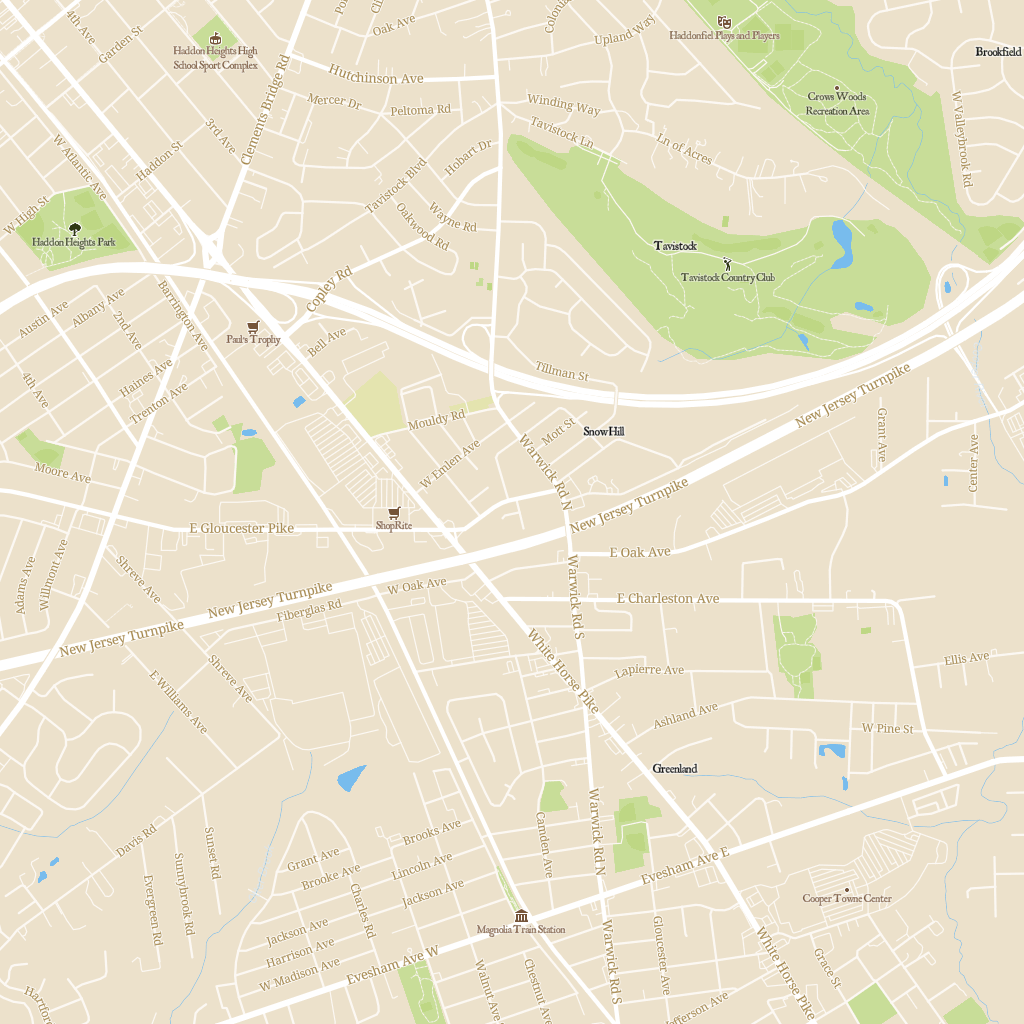 4th Ave
Garden St
Oak Ave
Upland Way
Haddonfiel Plays and Players
Brookfield
Haddon Heights High
School Sport Complex
Clements Bridge Rd
Hutchinson Ave
Mercer Dr
Peltoma Rd
Winding Way
Tavistock Ln
Ln of Acres
Crows Woods
Recreation Area
W Valleybrook Rd
3rd Ave
Haddon St
W Atlantic Ave
Hobart Dr
Tavistock Blvd
Wayne Rd
Oakwood Rd
W High St
Haddon Heights Park
Tavistock
Tavistock Country Club
Copley Rd
Barrington Ave
Austin Ave
Albany Ave
2nd Ave
Paul's Trophy
Bell Ave
Haines Ave
Trenton Ave
4th Ave
Tillman St
New Jersey Turnpike
Mouldy Rd
Mott St
Snow Hill
Grant Ave
Center Ave
W Emlen Ave
Warwick Rd N
Moore Ave
New Jersey Turnpike
ShopRite
E Gloucester Pike
E Oak Ave
Adams Ave
Willmont Ave
Shreve Ave
W Oak Ave
Warwick Rd S
E Charleston Ave
New Jersey Turnpike
Fiberglas Rd
New Jersey Turnpike
White Horse Pike
Lapierre Ave
Ellis Ave
Shreve Ave
E Williams Ave
Ashland Ave
W Pine St
Greenland
Warwick Rd N
Camden Ave
Davis Rd
Sunset Rd
Sunnybrook Rd
Evergreen Rd
Brooks Ave
Grant Ave
Brooke Ave
Lincoln Ave
Jackson Ave
Charles Rd
Evesham Ave E
Cooper Towne Center
Magnolia Train Station
Jackson Ave
Harrison Ave
W Madison Ave
Evesham Ave W
Walnut Ave
Chestnut Ave
Warwick Rd S
Gloucester Ave
White Horse Pike
Grace St
Jefferson Ave